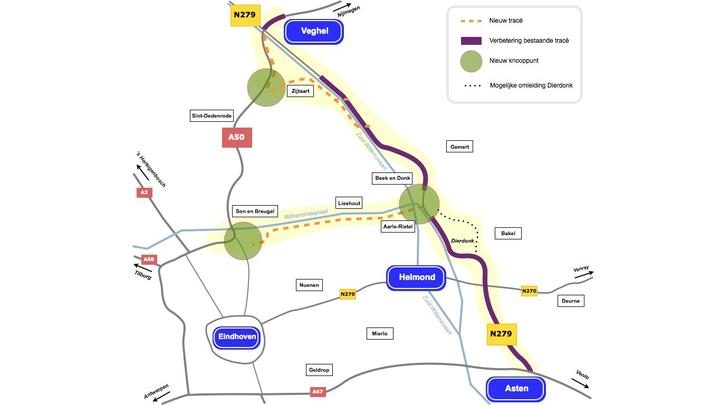 N279
Nijmegen
Veghel
Nieuw tracé
Verbetering bestaande tracé
Nieuw knooppunt
Mogelijke omleiding Dierdonk
Zijtaart
Sint-Oedenrode
A50
Zuid-Willemsvaart
Gemert
's Hertogenbosch
A2
Beek en Donk
Lieshout
Son en Breugel
Wilhelminakanaal
Aarle-Rixtel
Bakel
Dierdonk
A58
Tilburg
Helmond
Venray
Nuenen
N270
N270
Deurne
Zuid-Willemsvaart
Eindhoven
Mierlo
N279
Geldrop
Venlo
A67
Asten
Antwerpen